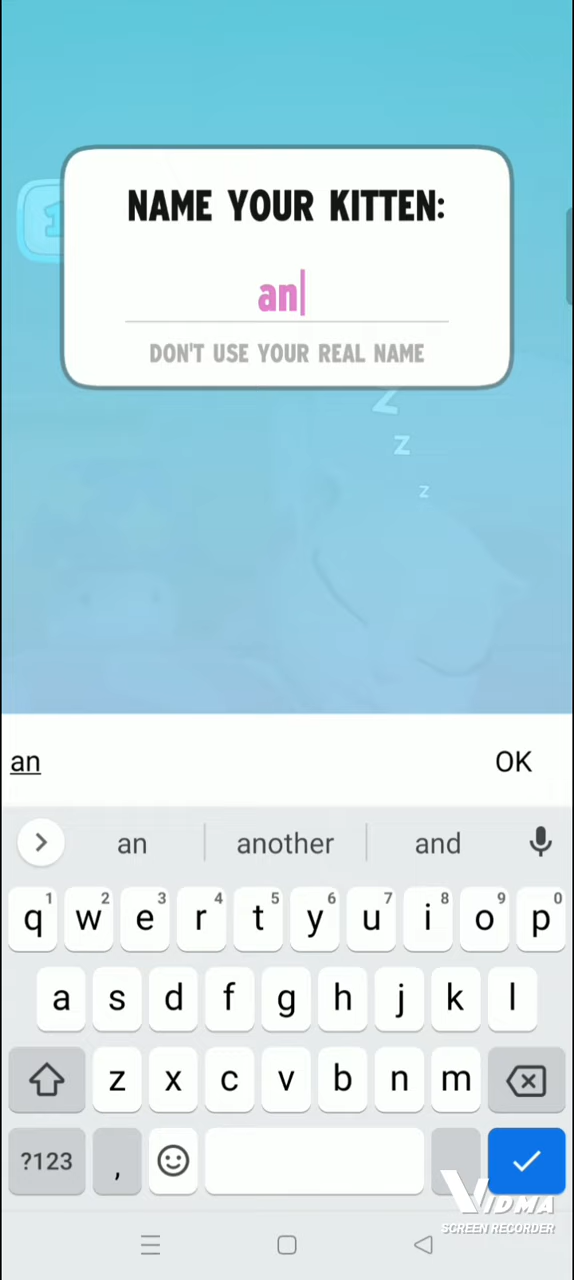 1
NAME YOUR KITTEN:
an
DON'T USE YOUR REAL NAME
z
z
z
an OK
an another and
1 2 3 4 5 6 7 8 9 0
q w e r t y u i o p
a s d f g h j k l
z x c v b n m
?123 ,
VIDMA
SCREEN RECORDER